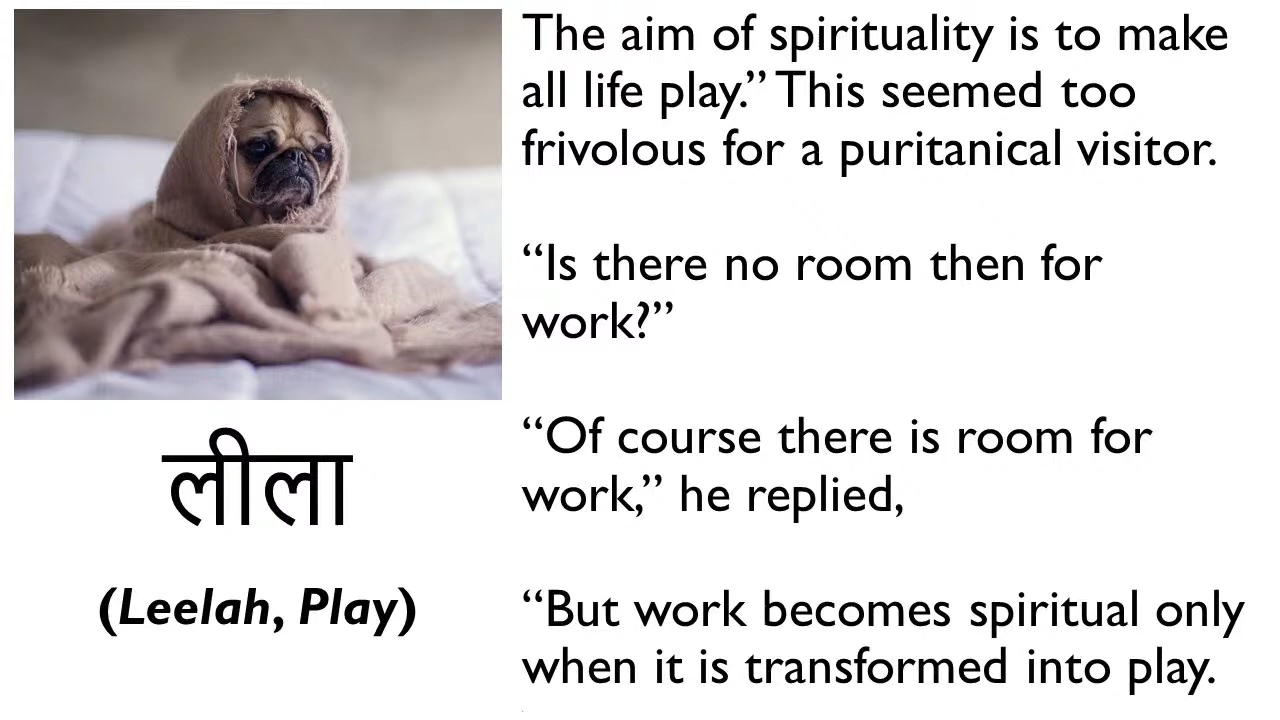 The aim of spirituality is to make
all life play.” This seemed too
frivolous for a puritanical visitor.
“Is there no room then for
work?”
“Of course there is room for
work,” he replied,
“But work becomes spiritual only
when it is transformed into play.
लीला
(Leelah, Play)